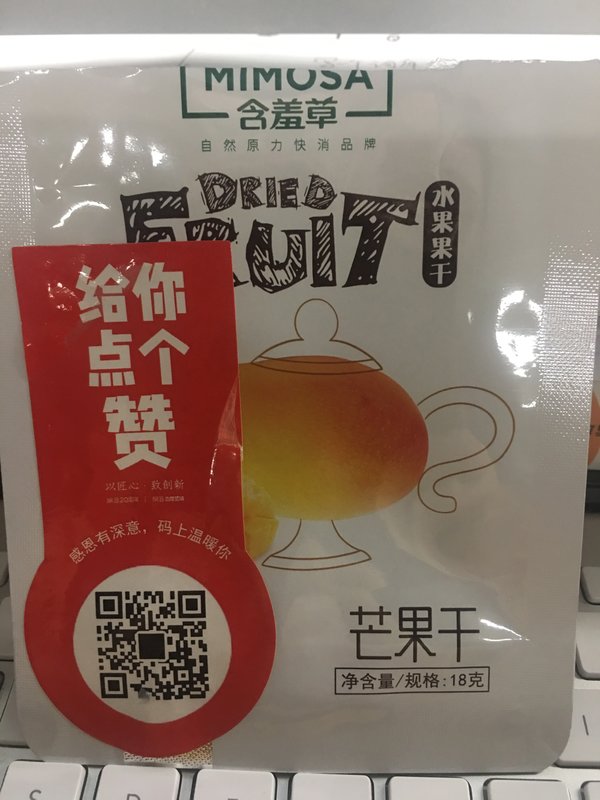 MIMOSA
含羞草
自然原力快消品牌
DRIED
FRUIT
水果果干
给你
点个
赞
以匠心·致创新
感恩有深意，码上温暖你
芒果干
净含量/规格:18克
S
D
I